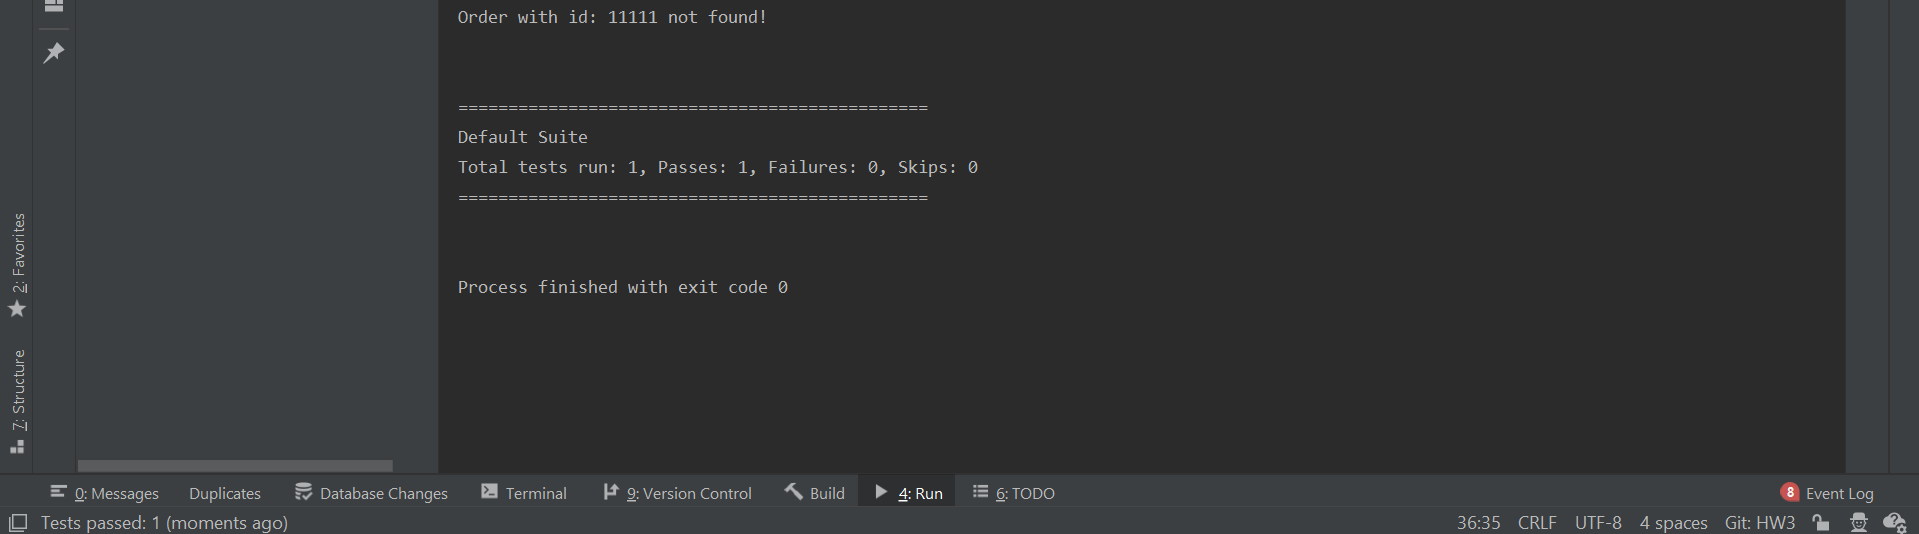 Order with id: 11111 not found!
===============================================
Default Suite
Total tests run: 1, Passes: 1, Failures: 0, Skips: 0
===============================================
Process finished with exit code 0
2: Favorites
7: Structure
0: Messages Duplicates Database Changes Terminal 9: Version Control Build 4: Run 6: TODO 8 Event Log
Tests passed: 1 (moments ago) 36:35 CRLF UTF-8 4 spaces Git: HW3